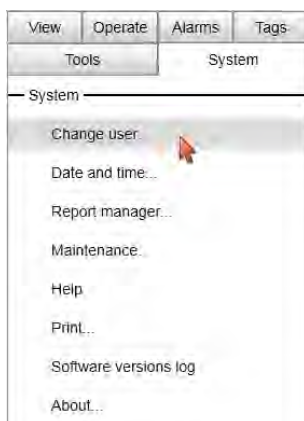 View Operate Alarms Tags
Tools System
System
Change user
Date and time...
Report manager...
Maintenance
Help
Print...
Software versions log
About...